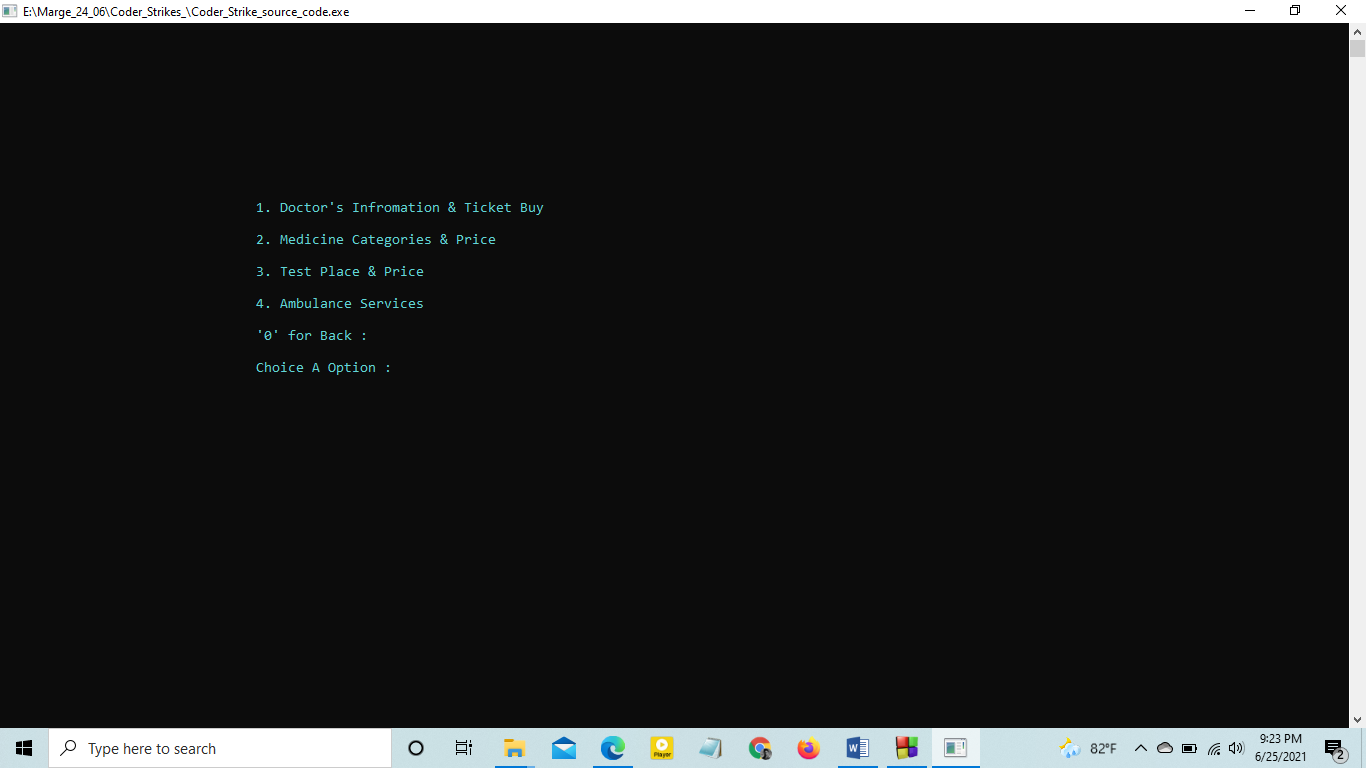 E:\Marge_24_06\Coder_Strikes_\Coder_Strike_source_code.exe
1. Doctor's Infromation & Ticket Buy
2. Medicine Categories & Price
3. Test Place & Price
4. Ambulance Services
'0' for Back :
Choice A Option :
Type here to search
Player
82°F
9:23 PM
6/25/2021
2